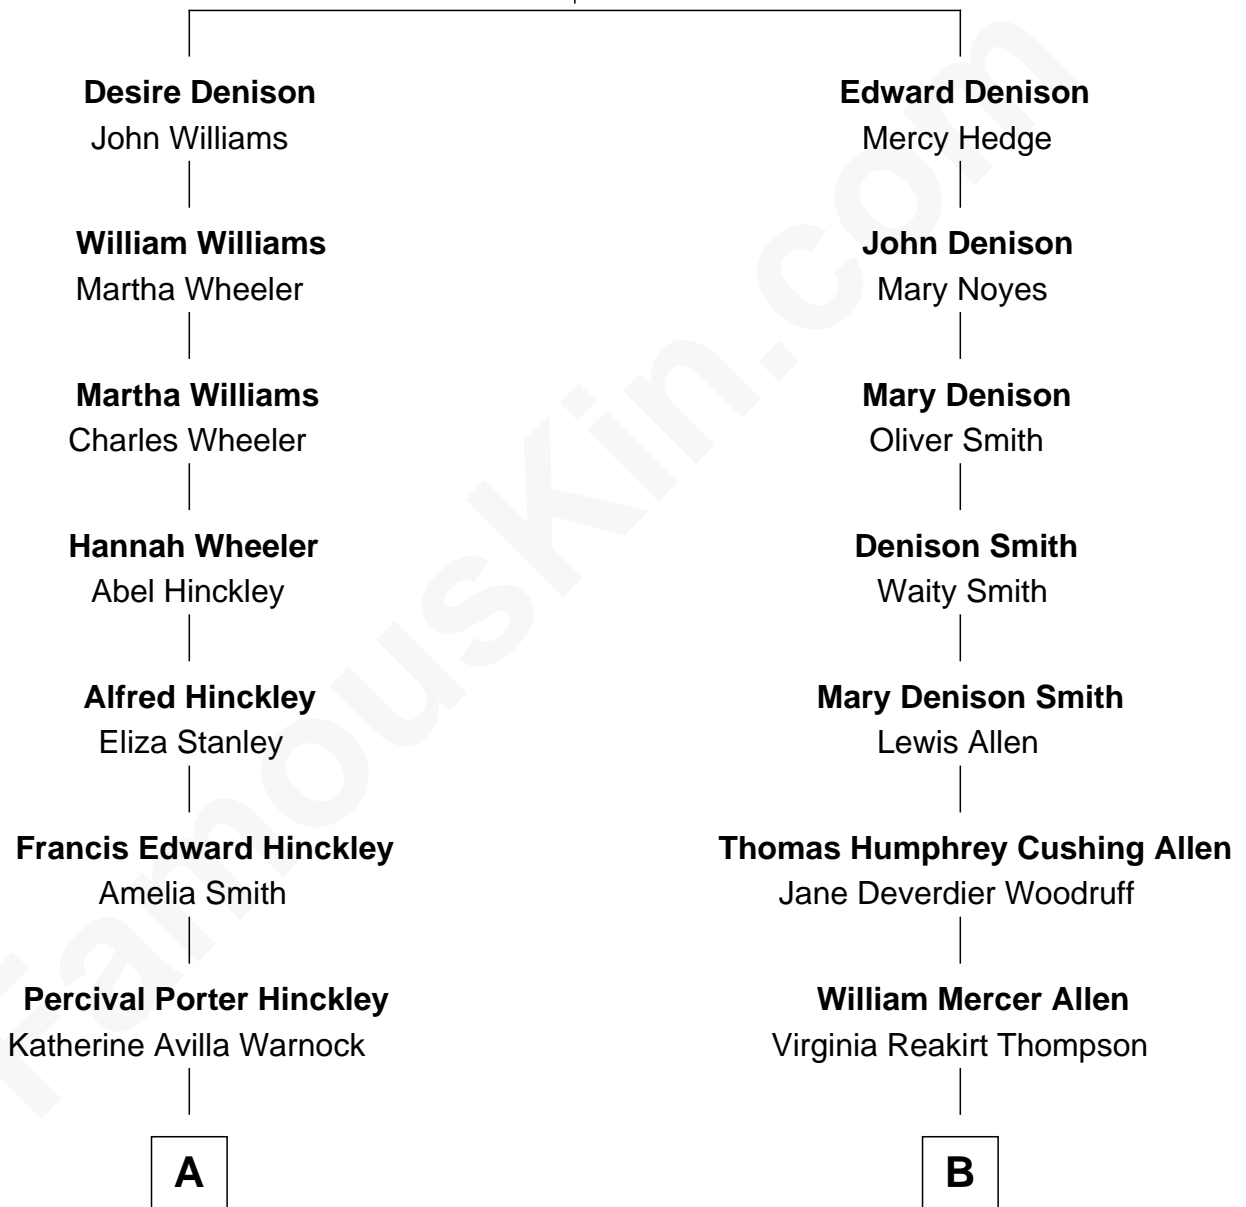 Desire Denison
John Williams
William Williams
Martha Wheeler
Martha Williams
Charles Wheeler
Hannah Wheeler
Abel Hinckley
Alfred Hinckley
Eliza Stanley
Francis Edward Hinckley
Amelia Smith
Percival Porter Hinckley
Katherine Avilla Warnock
A
Edward Denison
Mercy Hedge
John Denison
Mary Noyes
Mary Denison
Oliver Smith
Denison Smith
Waity Smith
Mary Denison Smith
Lewis Allen
Thomas Humphrey Cushing Allen
Jane Deverdier Woodruff
William Mercer Allen
Virginia Reakirt Thompson
B
FamousKin.com